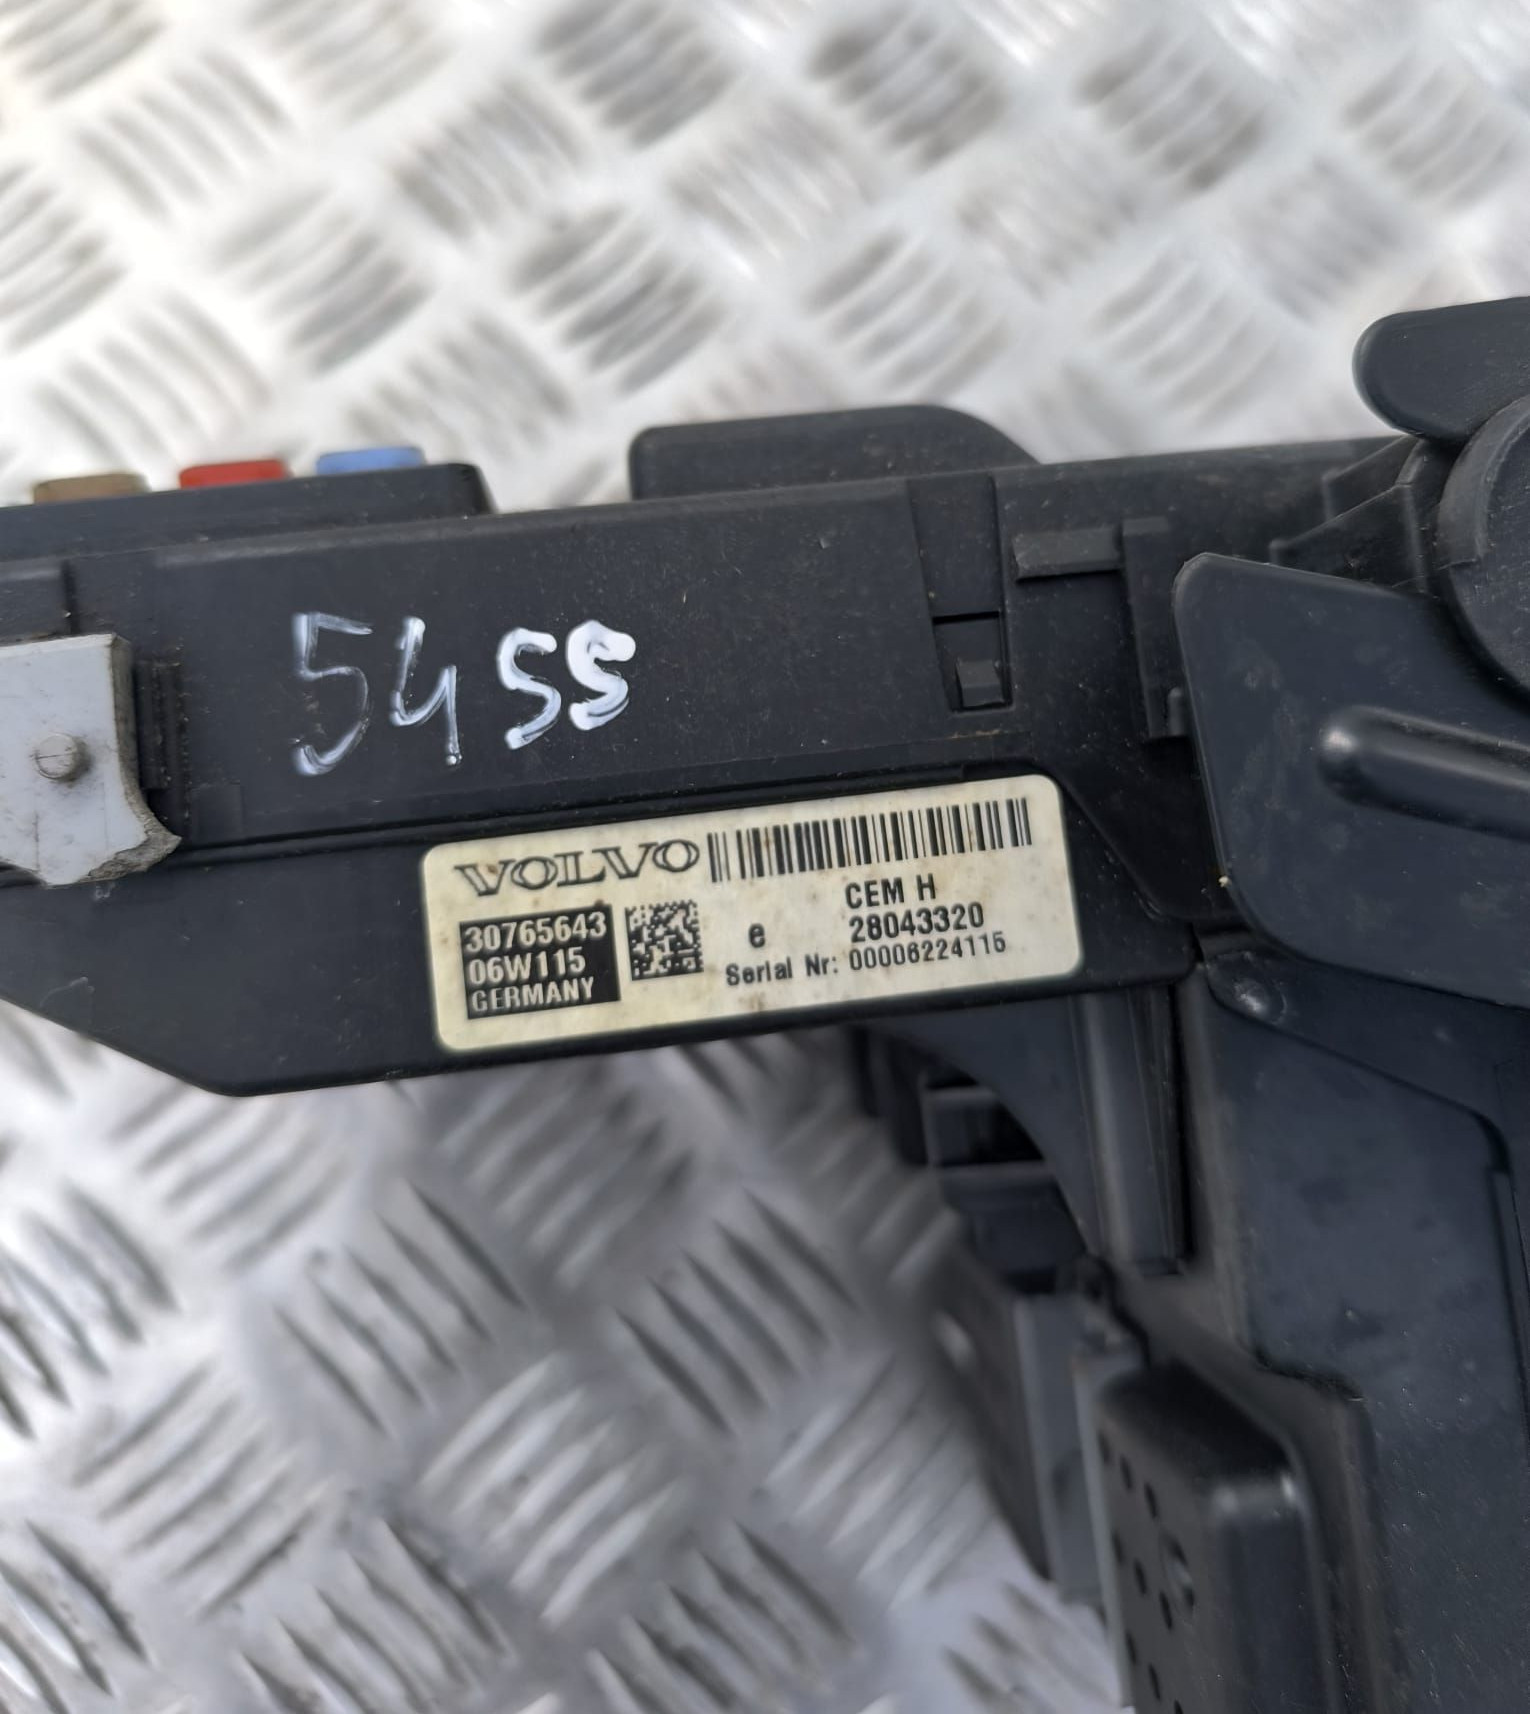 5455
VOLVO
30765643
06W115
GERMANY
e
CEM H
28043320
Serial Nr: 00006224115